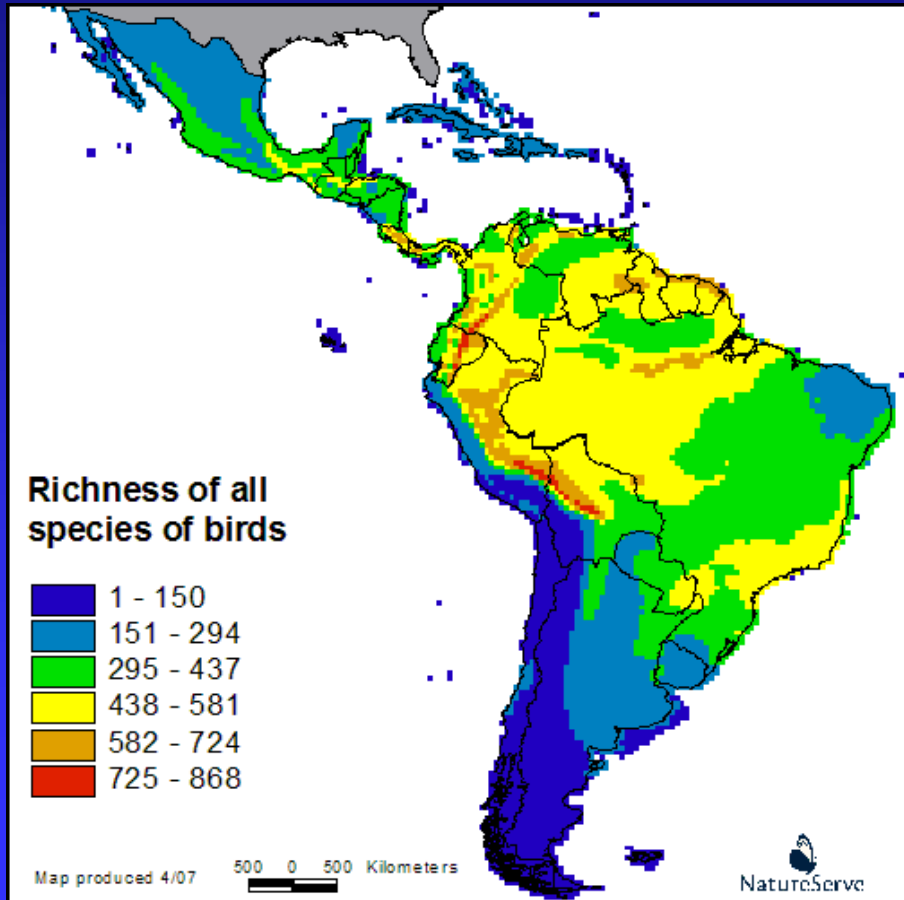 Richness of all
species of birds
1 - 150
151 - 294
295 - 437
438 - 581
582 - 724
725 - 868
Map produced 4/07
500 0 500 Kilometers
NatureServe